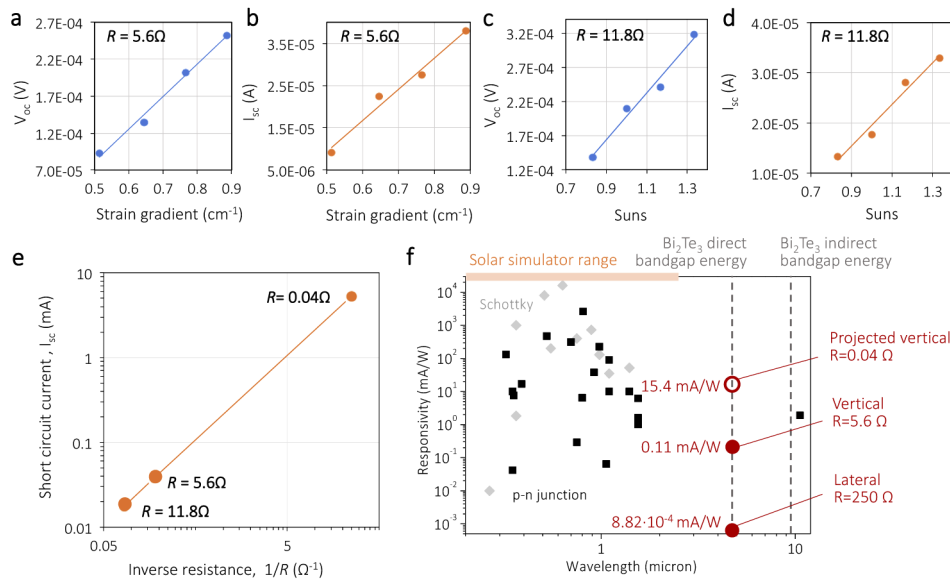 a
R = 5.6Ω
2.7E-04
2.2E-04
1.7E-04
1.2E-04
7.0E-05
V_oc (V)
0.5 0.6 0.7 0.8 0.9
Strain gradient (cm⁻¹)
b
R = 5.6Ω
3.5E-05
2.5E-05
1.5E-05
5.0E-06
I_sc (A)
0.5 0.6 0.7 0.8 0.9
Strain gradient (cm⁻¹)
c
R = 11.8Ω
3.2E-04
2.2E-04
1.2E-04
V_oc (V)
0.7 0.9 1.1 1.3
Suns
d
R = 11.8Ω
4.0E-05
3.0E-05
2.0E-05
1.0E-05
I_sc (A)
0.7 0.9 1.1 1.3
Suns
e
10
1
0.1
0.01
Short circuit current , I_sc (mA)
R= 0.04Ω
R = 5.6Ω
R = 11.8Ω
0.05 5
Inverse resistance, 1/R (Ω⁻¹)
f
Solar simulator range
Bi₂Te₃ direct
bandgap energy
Bi₂Te₃ indirect
bandgap energy
10⁴
10³
10²
10¹
10⁰
10⁻¹
10⁻²
10⁻³
Responsivity (mA/W)
Schottky
p-n junction
15.4 mA/W
0.11 mA/W
8.82·10⁻⁴ mA/W
Projected vertical
R=0.04 Ω
Vertical
R=5.6 Ω
Lateral
R=250 Ω
1 10
Wavelength (micron)